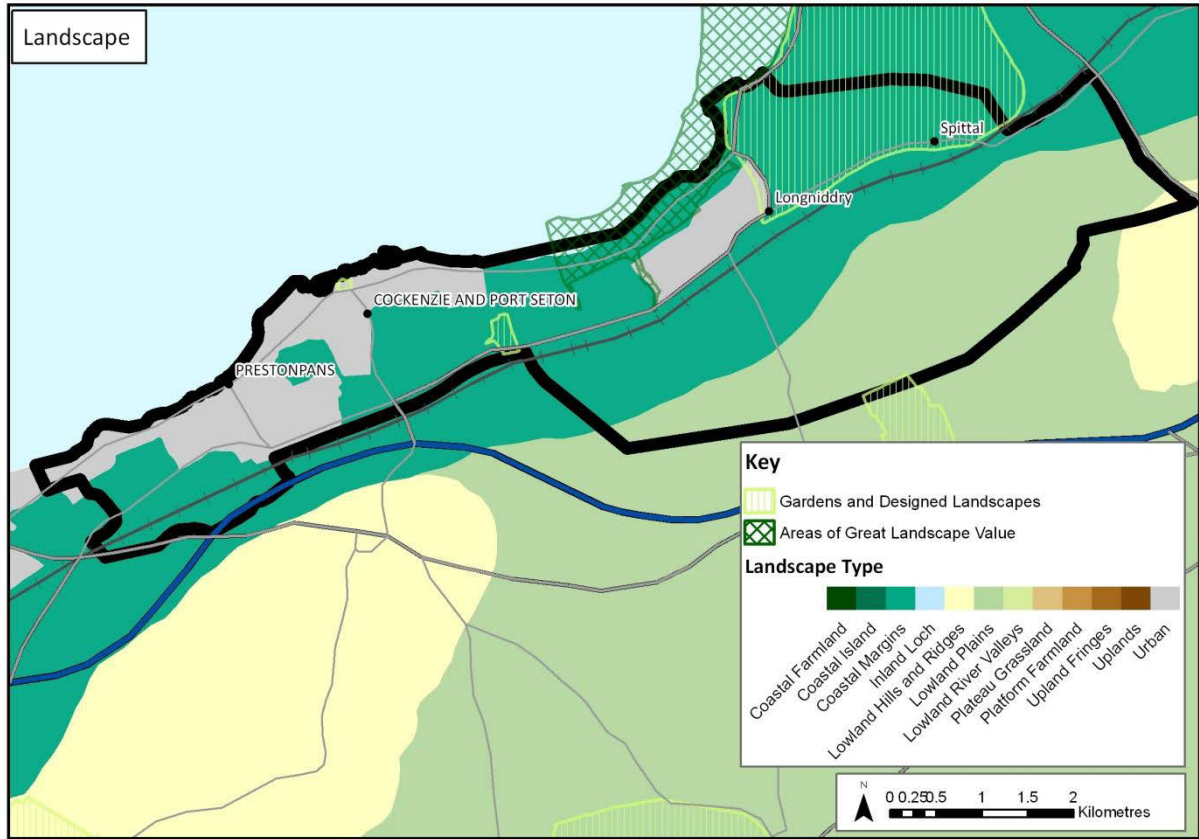 Landscape
Spittal
Longniddry
COCKENZIE AND PORT SETON
PRESTONPANS
Key
Gardens and Designed Landscapes
Areas of Great Landscape Value
Landscape Type
Coastal Farmland
Coastal Island
Coastal Margins
Inland Loch
Lowland Hills and Ridges
Lowland Plains
Lowland River Valleys
Plateau Grassland
Platform Farmland
Upland Fringes
Uplands
Urban
N
0 0.25 0.5 1 1.5 2
Kilometres